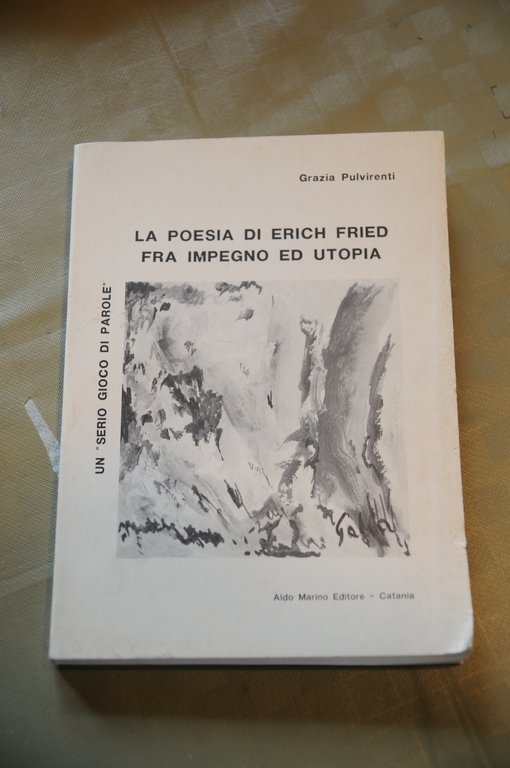 Grazia Pulvirenti
LA POESIA DI ERICH FRIED
FRA IMPEGNO ED UTOPIA
UN "SERIO GIOCO DI PAROLE"
Aldo Marino Editore - Catania